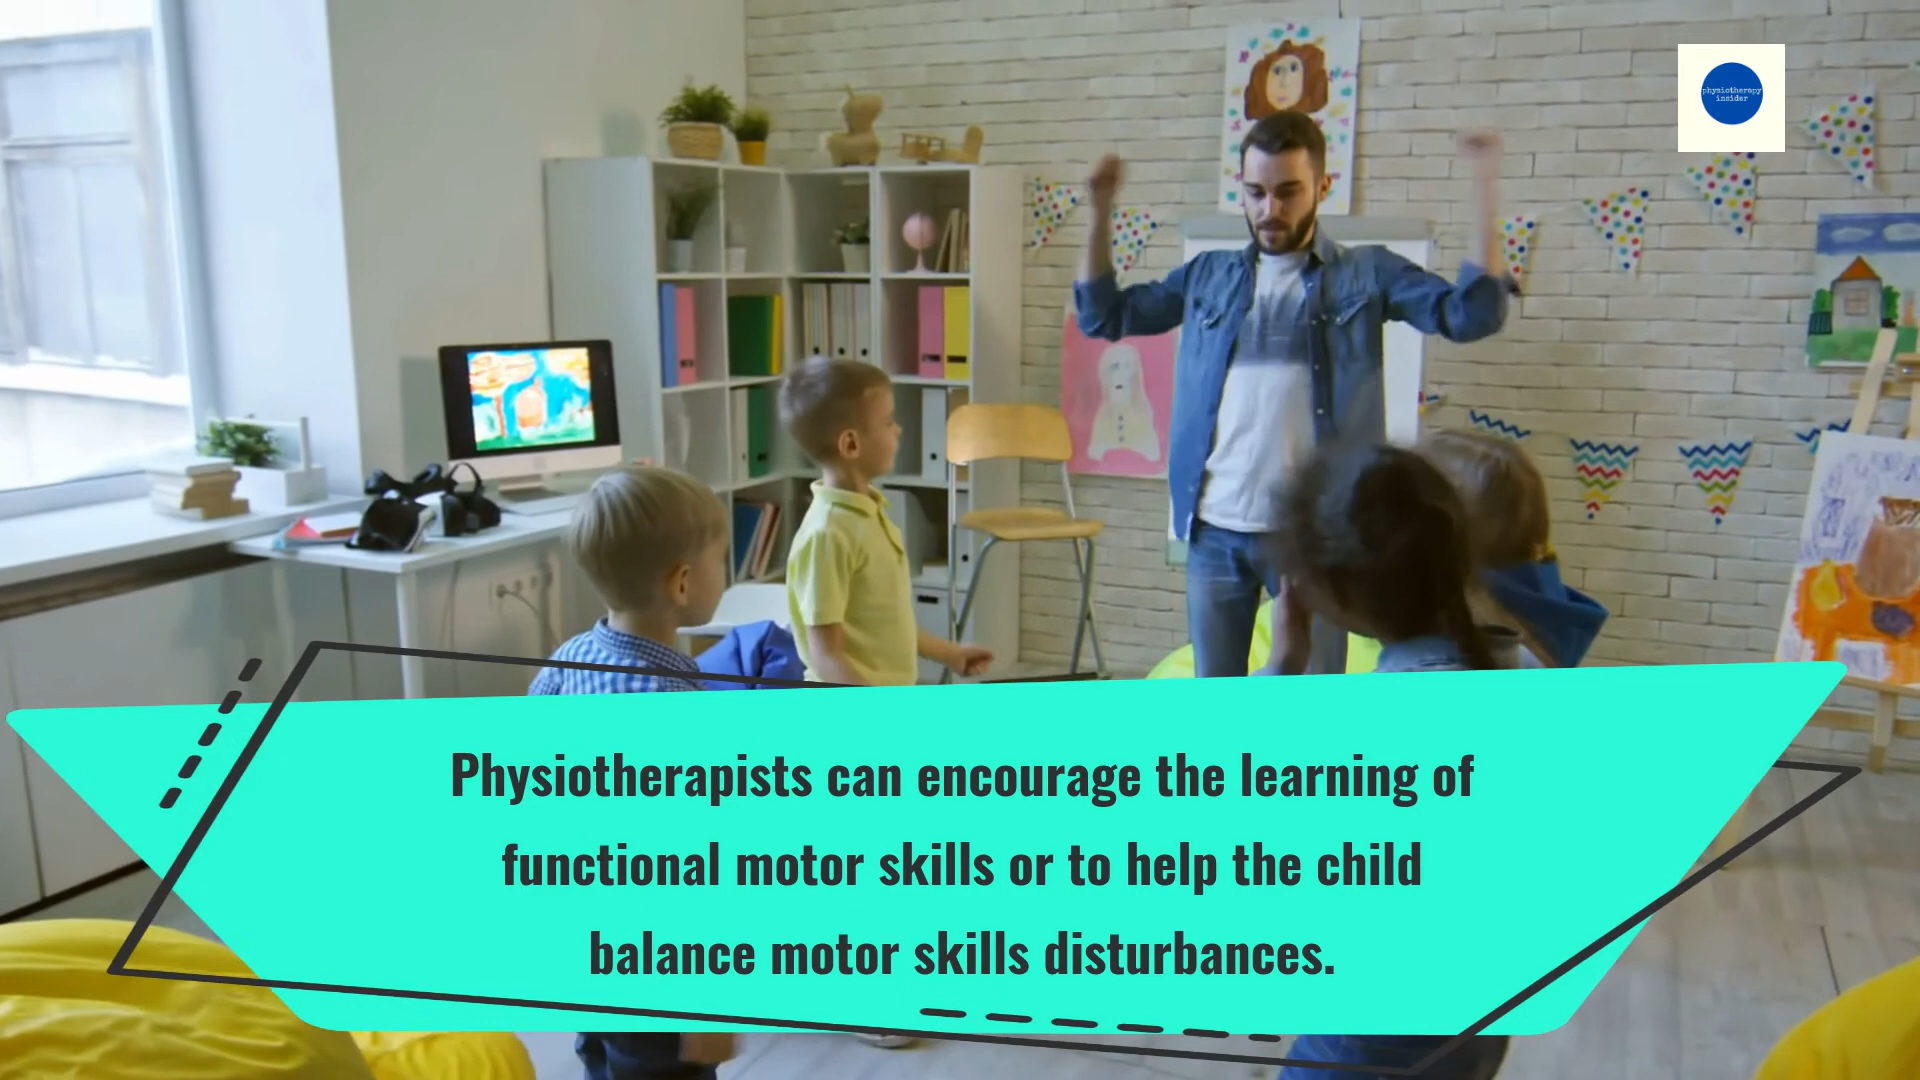 physiotherapy
insider
Physiotherapists can encourage the learning of
functional motor skills or to help the child
balance motor skills disturbances.